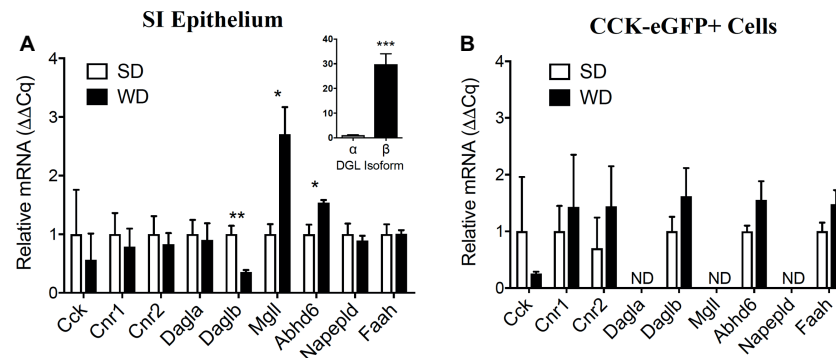 SI Epithelium
A
Relative mRNA (ΔΔCq)
4
3
2
1
0
SD
WD
**
*
*
40
30
20
10
0
***
α
β
DGL Isoform
Cck
Cnr1
Cnr2
Dagla
Daglb
Mgll
Abhd6
Napepld
Faah
CCK-eGFP+ Cells
B
Relative mRNA (ΔΔCq)
4
3
2
1
0
SD
WD
ND
ND
ND
Cck
Cnr1
Cnr2
Dagla
Daglb
Mgll
Abhd6
Napepld
Faah